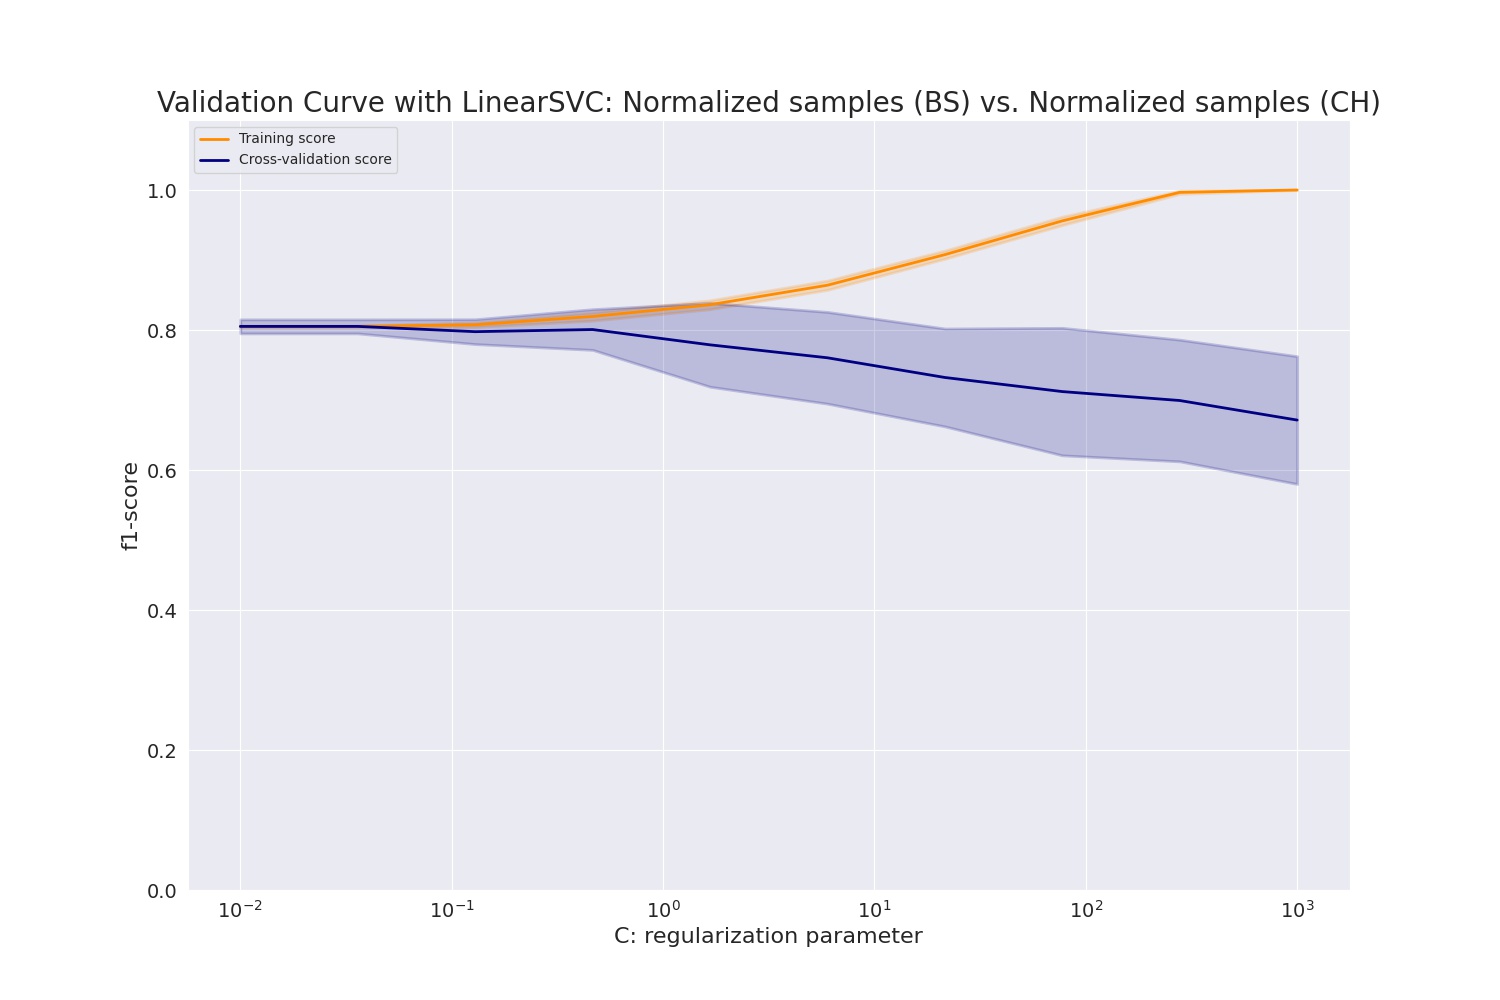 Validation Curve with LinearSVC: Normalized samples (BS) vs. Normalized samples (CH)
Training score
Cross-validation score
1.0
0.8
0.6
0.4
0.2
0.0
f1-score
10⁻² 10⁻¹ 10⁰ 10¹ 10² 10³
C: regularization parameter